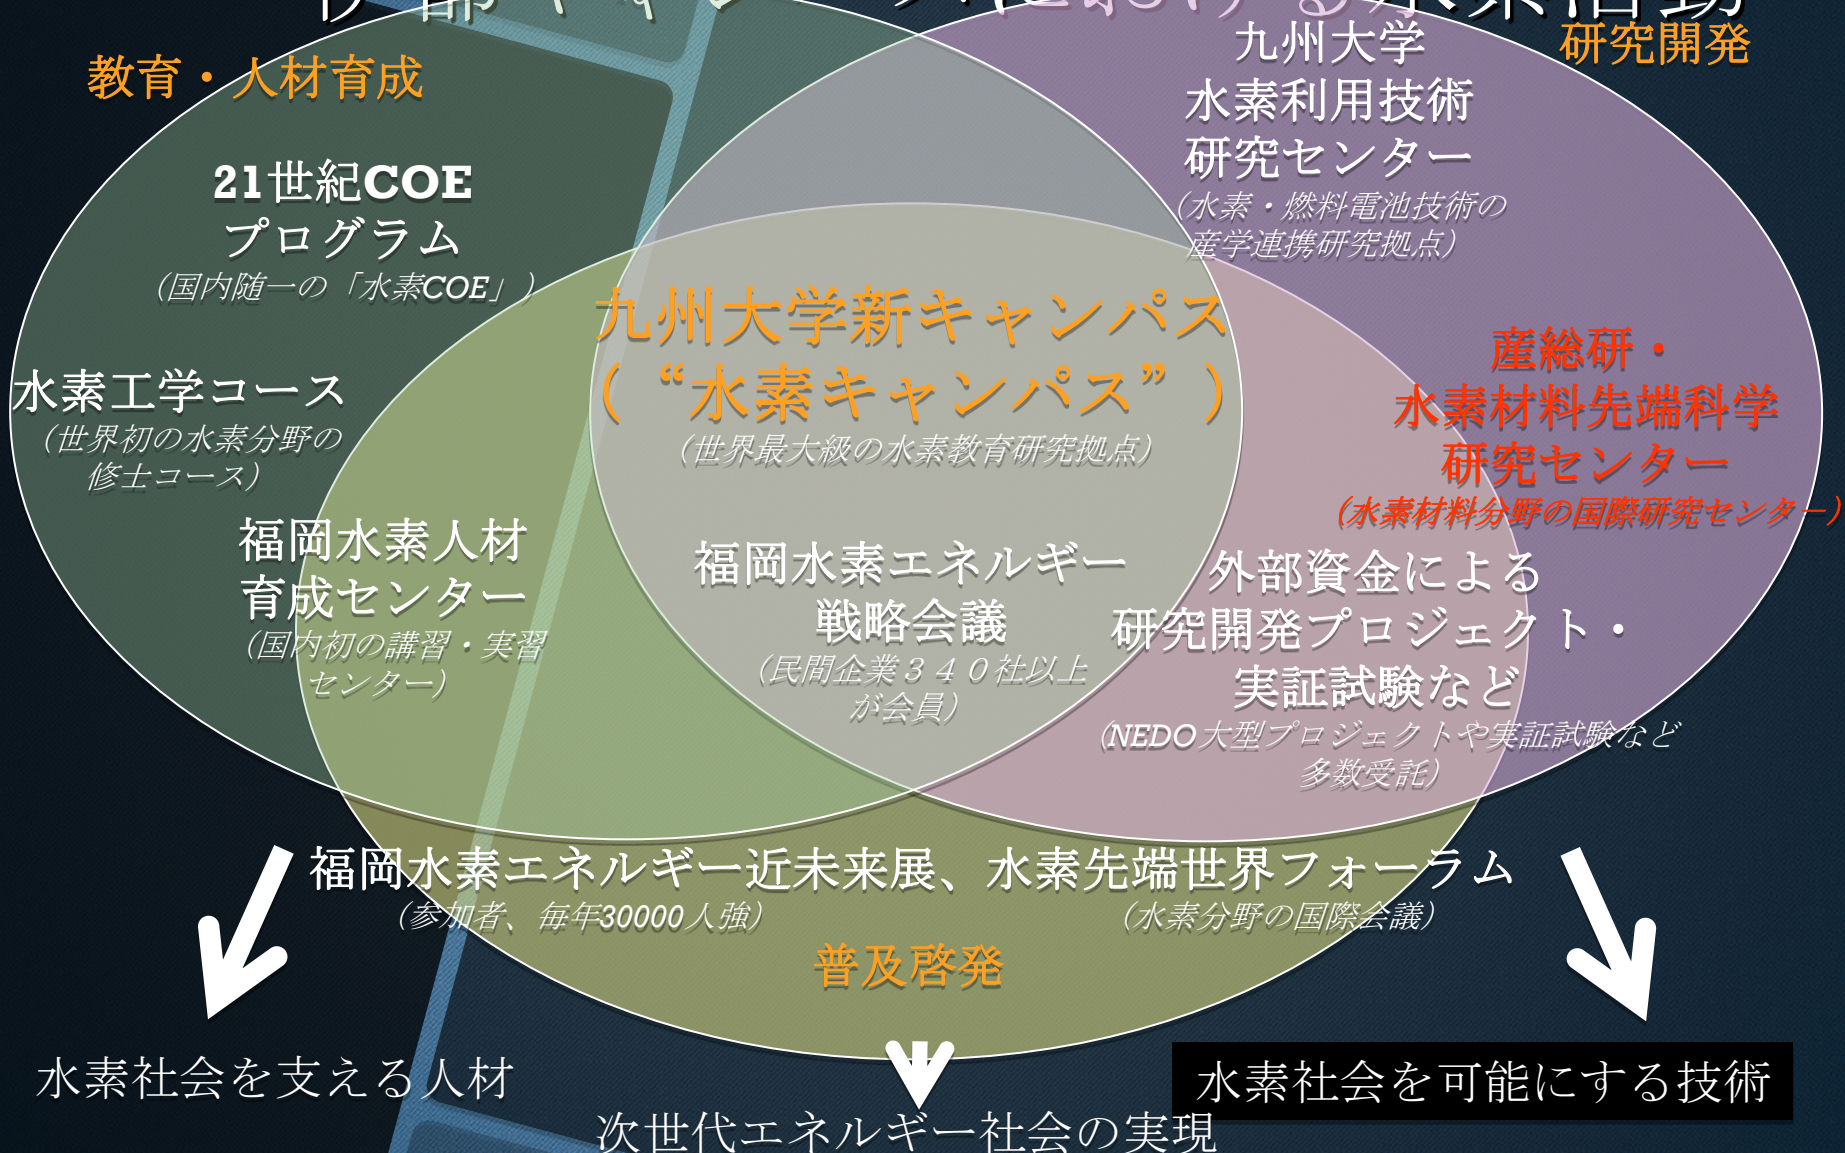 教育・人材育成
研究開発
九州大学
水素利用技術
研究センター
（水素・燃料電池技術の
産学連携研究拠点）
21世紀COE
プログラム
（国内随一の「水素COE」）
九州大学新キャンパス
（“水素キャンパス”）
（世界最大級の水素教育研究拠点）
産総研・
水素材料先端科学
研究センター
（水素材料分野の国際研究センター）
水素工学コース
（世界初の水素分野の
修士コース）
福岡水素人材
育成センター
（国内初の講習・実習
センター）
福岡水素エネルギー
戦略会議
（民間企業３４０社以上
が会員）
外部資金による
研究開発プロジェクト・
実証試験など
（NEDO大型プロジェクトや実証試験など
多数受託）
福岡水素エネルギー近未来展、水素先端世界フォーラム
（参加者、毎年30000人強）
（水素分野の国際会議）
普及啓発
水素社会を支える人材
水素社会を可能にする技術
次世代エネルギー社会の実現